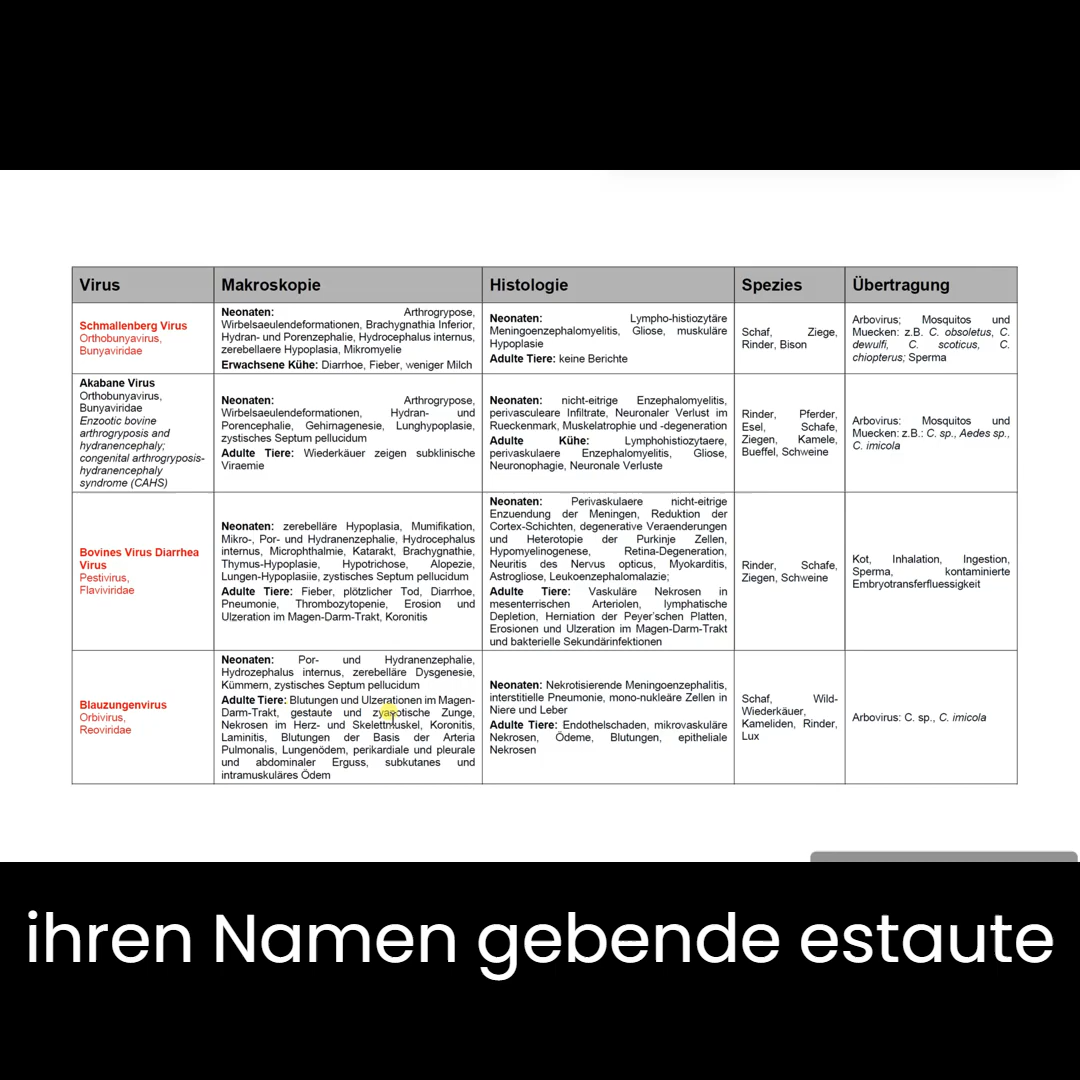 Virus
Makroskopie
Histologie
Spezies
Übertragung
Schmallenberg Virus
Orthobunyavirus,
Bunyaviridae
Neonaten: Arthrogrypose,
Wirbelsaeulendeformationen, Brachygnathia Inferior,
Hydran- und Porenzephalie, Hydrocephalus internus,
zerebellaere Hypoplasia, Mikromyelie
Erwachsene Kühe: Diarrhoe, Fieber, weniger Milch
Neonaten: Lympho-histiozytäre
Meningoenzephalomyelitis, Gliose, muskuläre
Hypoplasie
Adulte Tiere: keine Berichte
Schaf, Ziege,
Rinder, Bison
Arbovirus; Mosquitos und
Muecken: z.B. C. obsoletus, C.
dewulfi, C. scoticus, C.
chiopterus; Sperma
Akabane Virus
Orthobunyavirus,
Bunyaviridae
Enzootic bovine
arthrogryposis and
hydranencephaly;
congenital arthrogryposis-
hydranencephaly
syndrome (CAHS)
Neonaten: Arthrogrypose,
Wirbelsaeulendeformationen, Hydran- und
Porencephalie, Gehirnagenesie, Lunghypoplasie,
zystisches Septum pellucidum
Adulte Tiere: Wiederkäuer zeigen subklinische
Viraemie
Neonaten: nicht-eitrige Enzephalomyelitis,
perivasculeare Infiltrate, Neuronaler Verlust im
Rueckenmark, Muskelatrophie und -degeneration
Adulte Kühe: Lymphohistiozytaere,
perivaskulaere Enzephalomyelitis, Gliose,
Neuronophagie, Neuronale Verluste
Rinder, Pferder,
Esel, Schafe,
Ziegen, Kamele,
Bueffel, Schweine
Arbovirus: Mosquitos und
Muecken: z.B.: C. sp., Aedes sp.,
C. imicola
Bovines Virus Diarrhea
Virus
Pestivirus,
Flaviviridae
Neonaten: zerebelläre Hypoplasia, Mumifikation,
Mikro-, Por- und Hydranenzephalie, Hydrocephalus
internus, Microphthalmie, Katarakt, Brachygnathie,
Thymus-Hypoplasie, Hypotrichose, Alopezie,
Lungen-Hypoplasiie, zystisches Septum pellucidum
Adulte Tiere: Fieber, plötzlicher Tod, Diarrhoe,
Pneumonie, Thrombozytopenie, Erosion und
Ulzeration im Magen-Darm-Trakt, Koronitis
Neonaten: Perivaskulaere nicht-eitrige
Enzuendung der Meningen, Reduktion der
Cortex-Schichten, degenerative Veraenderungen
und Heterotopie der Purkinje Zellen,
Hypomyelinogenese, Retina-Degeneration,
Neuritis des Nervus opticus, Myokarditis,
Astrogliose, Leukoenzephalomalazie;
Adulte Tiere: Vaskuläre Nekrosen in
mesenterrischen Arteriolen, lymphatische
Depletion, Herniation der Peyer'schen Platten,
Erosionen und Ulzeration im Magen-Darm-Trakt
und bakterielle Sekundärinfektionen
Rinder, Schafe,
Ziegen, Schweine
Kot, Inhalation, Ingestion,
Sperma, kontaminierte
Embryotransferfluessigkeit
Blauzungenvirus
Orbivirus,
Reoviridae
Neonaten: Por- und Hydranenzephalie,
Hydrozephalus internus, zerebelläre Dysgenesie,
Kümmern, zystisches Septum pellucidum
Adulte Tiere: Blutungen und Ulzerationen im Magen-
Darm-Trakt, gestaute und zyanotische Zunge,
Nekrosen im Herz- und Skelettmuskel, Koronitis,
Laminitis, Blutungen der Basis der Arteria
Pulmonalis, Lungenödem, perikardiale und pleurale
und abdominaler Erguss, subkutanes und
intramuskuläres Ödem
Neonaten: Nekrotisierende Meningoenzephalitis,
interstitielle Pneumonie, mono-nukleäre Zellen in
Niere und Leber
Adulte Tiere: Endothelschaden, mikrovaskuläre
Nekrosen, Ödeme, Blutungen, epitheliale
Nekrosen
Schaf, Wild-
Wiederkäuer,
Kameliden, Rinder,
Lux
Arbovirus: C. sp., C. imicola
ihren Namen gebende estaute